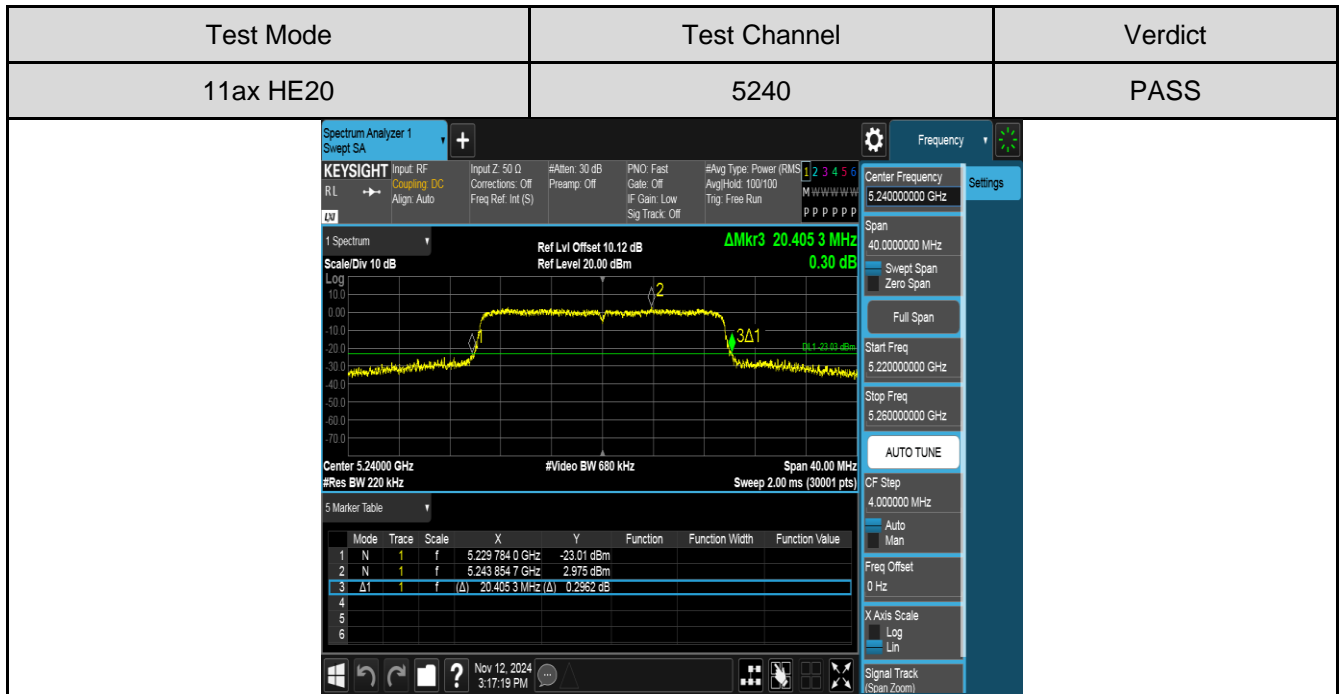 Test Mode Test Channel Verdict
11ax HE20 5240 PASS
Spectrum Analyzer 1
Swept SA
+
Frequency
KEYSIGHT Input: RF Input Z: 50 Ω #Atten: 30 dB PNO: Fast #Avg Type: Power (RMS 1 2 3 4 5 6
RL Coupling: DC Corrections: Off Preamp: Off Gate: Off Avg|Hold: 100/100 M W W W W W
Align: Auto Freq Ref: Int (S) IF Gain: Low Trig: Free Run
LXI Sig Track: Off P P P P P P
1 Spectrum
Ref Lvl Offset 10.12 dB ΔMkr3 20.405 3 MHz
Scale/Div 10 dB Ref Level 20.00 dBm 0.30 dB
Log
10.0
0.00
-10.0
-20.0
-30.0
-40.0
-50.0
-60.0
-70.0
2
1
3Δ1
DL1 -23.03 dBm
Center 5.24000 GHz #Video BW 680 kHz Span 40.00 MHz
#Res BW 220 kHz Sweep 2.00 ms (30001 pts)
5 Marker Table
Mode Trace Scale X Y Function Function Width Function Value
1 N 1 f 5.229 784 0 GHz -23.01 dBm
2 N 1 f 5.243 854 7 GHz 2.975 dBm
3 Δ1 1 f (Δ) 20.405 3 MHz (Δ) 0.2962 dB
4
5
6
Nov 12, 2024
3:17:19 PM
?
Center Frequency
5.240000000 GHz
Settings
Span
40.0000000 MHz
Swept Span
Zero Span
Full Span
Start Freq
5.220000000 GHz
Stop Freq
5.260000000 GHz
AUTO TUNE
CF Step
4.000000 MHz
Auto
Man
Freq Offset
0 Hz
X Axis Scale
Log
Lin
Signal Track
(Span Zoom)